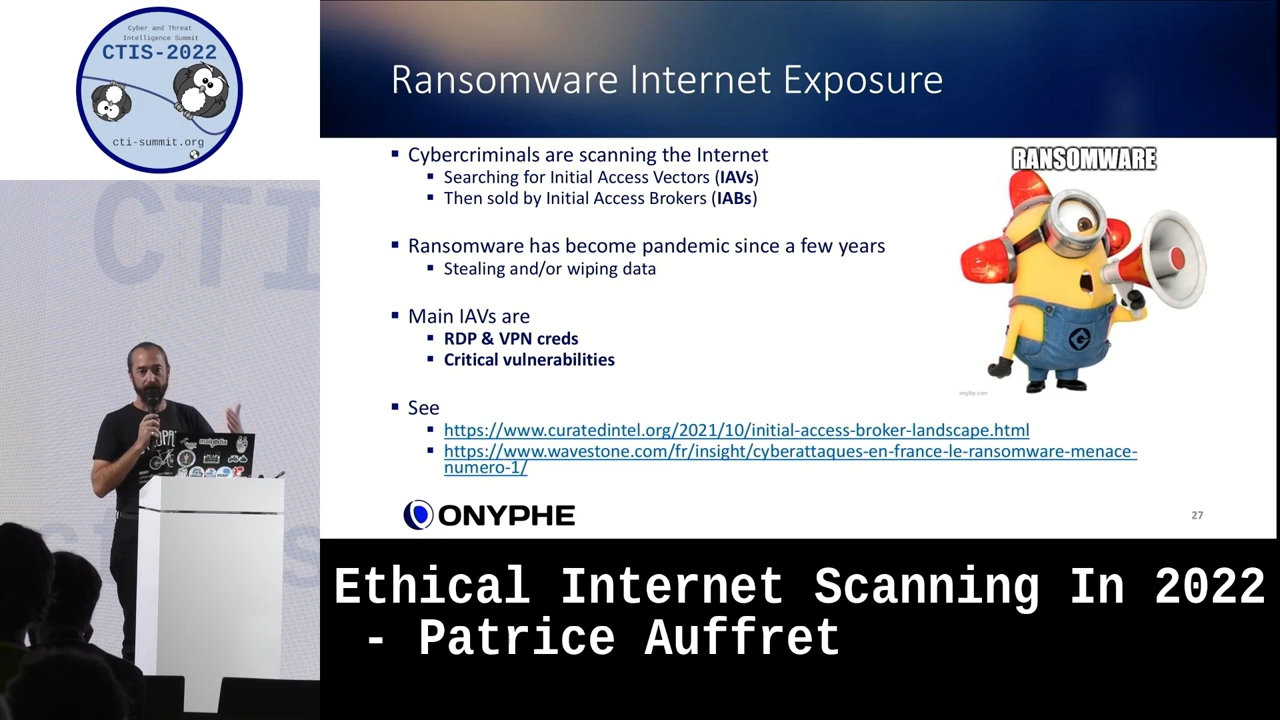 Cyber and Threat
Intelligence Summit
CTIS-2022
cti-summit.org
CTI
Ransomware Internet Exposure
Cybercriminals are scanning the Internet
Searching for Initial Access Vectors (IAVs)
Then sold by Initial Access Brokers (IABs)
Ransomware has become pandemic since a few years
Stealing and/or wiping data
Main IAVs are
RDP & VPN creds
Critical vulnerabilities
See
https://www.curatedintel.org/2021/10/initial-access-broker-landscape.html
https://www.wavestone.com/fr/insight/cyberattaques-en-france-le-ransomware-menace-
numero-1/
RANSOMWARE
imgflip.com
ONYPHE
27
Ethical Internet Scanning In 2022
- Patrice Auffret